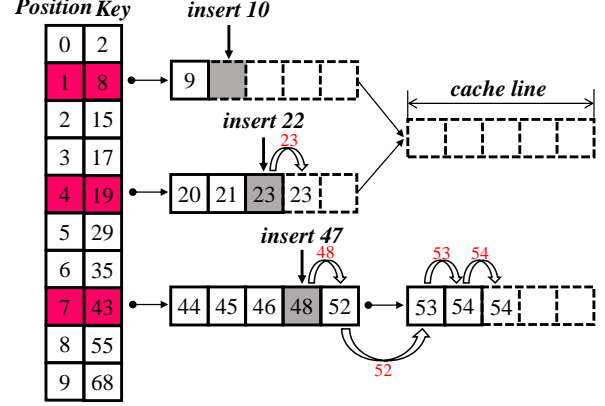 Position Key
0 2
1 8
2 15
3 17
4 19
5 29
6 35
7 43
8 55
9 68
insert 10
9
cache line
insert 22
23
20 21 23 23
insert 47
48
44 45 46 48 52
53 54
53 54 54
52